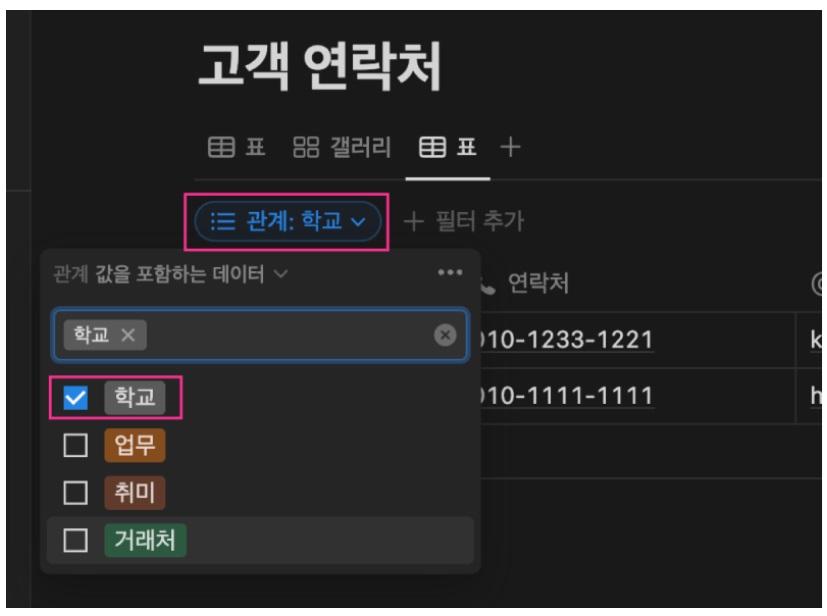 고객 연락처
표 갤러리 표
관계: 학교 필터 추가
관계 값을 포함하는 데이터
연락처
학교
010-1233-1221 k
학교
010-1111-1111 h
업무
취미
거래처